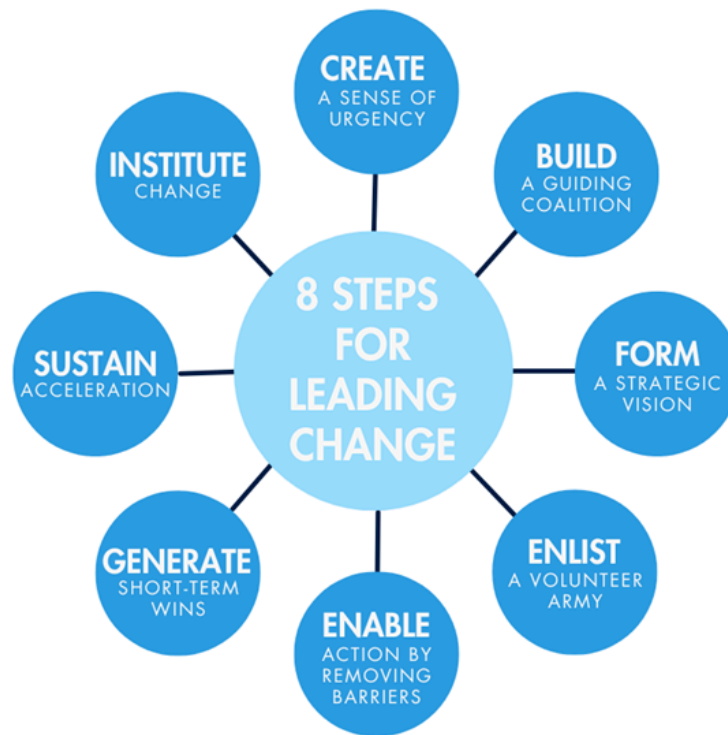 8 STEPS
FOR
LEADING
CHANGE
CREATE
A SENSE OF
URGENCY
BUILD
A GUIDING
COALITION
FORM
A STRATEGIC
VISION
ENLIST
A VOLUNTEER
ARMY
ENABLE
ACTION BY
REMOVING
BARRIERS
GENERATE
SHORT-TERM
WINS
SUSTAIN
ACCELERATION
INSTITUTE
CHANGE